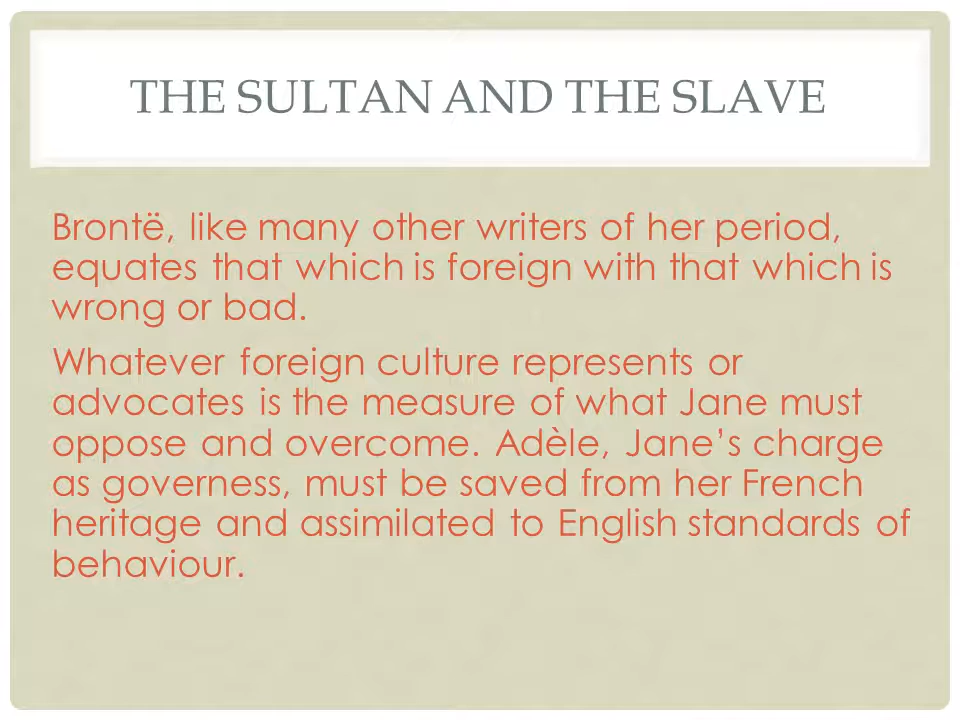 THE SULTAN AND THE SLAVE
Brontë, like many other writers of her period,
equates that which is foreign with that which is
wrong or bad.
Whatever foreign culture represents or
advocates is the measure of what Jane must
oppose and overcome. Adèle, Jane’s charge
as governess, must be saved from her French
heritage and assimilated to English standards of
behaviour.